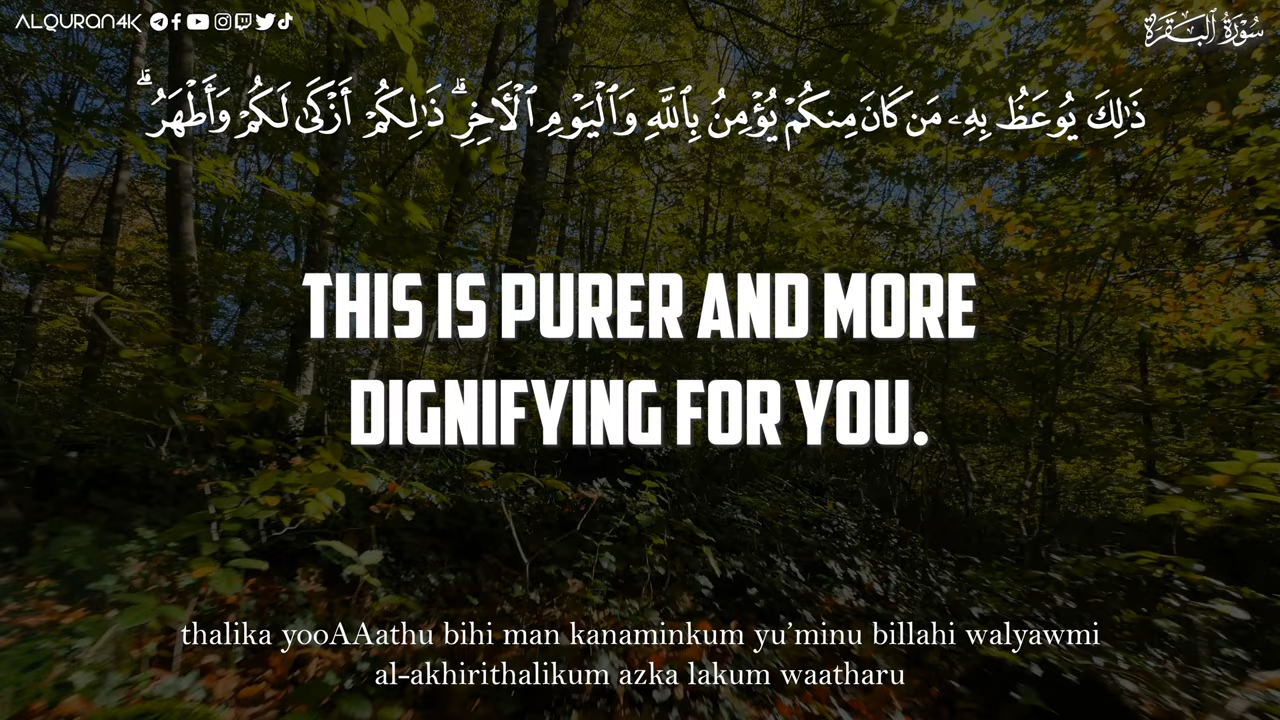 ALQURAN4K
سُورَةُ ٱلْبَقَرَةِ
ذَٰلِكَ يُوعَظُ بِهِۦ مَن كَانَ مِنكُمْ يُؤْمِنُ بِٱللَّهِ وَٱلْيَوْمِ ٱلْـَٔاخِرِ ۗ ذَٰلِكُمْ أَزْكَىٰ لَكُمْ وَأَطْهَرُ ۗ
THIS IS PURER AND MORE
DIGNIFYING FOR YOU.
thalika yooAAathu bihi man kanaminkum yu’minu billahi walyawmi
al-akhirithalikum azka lakum waatharu